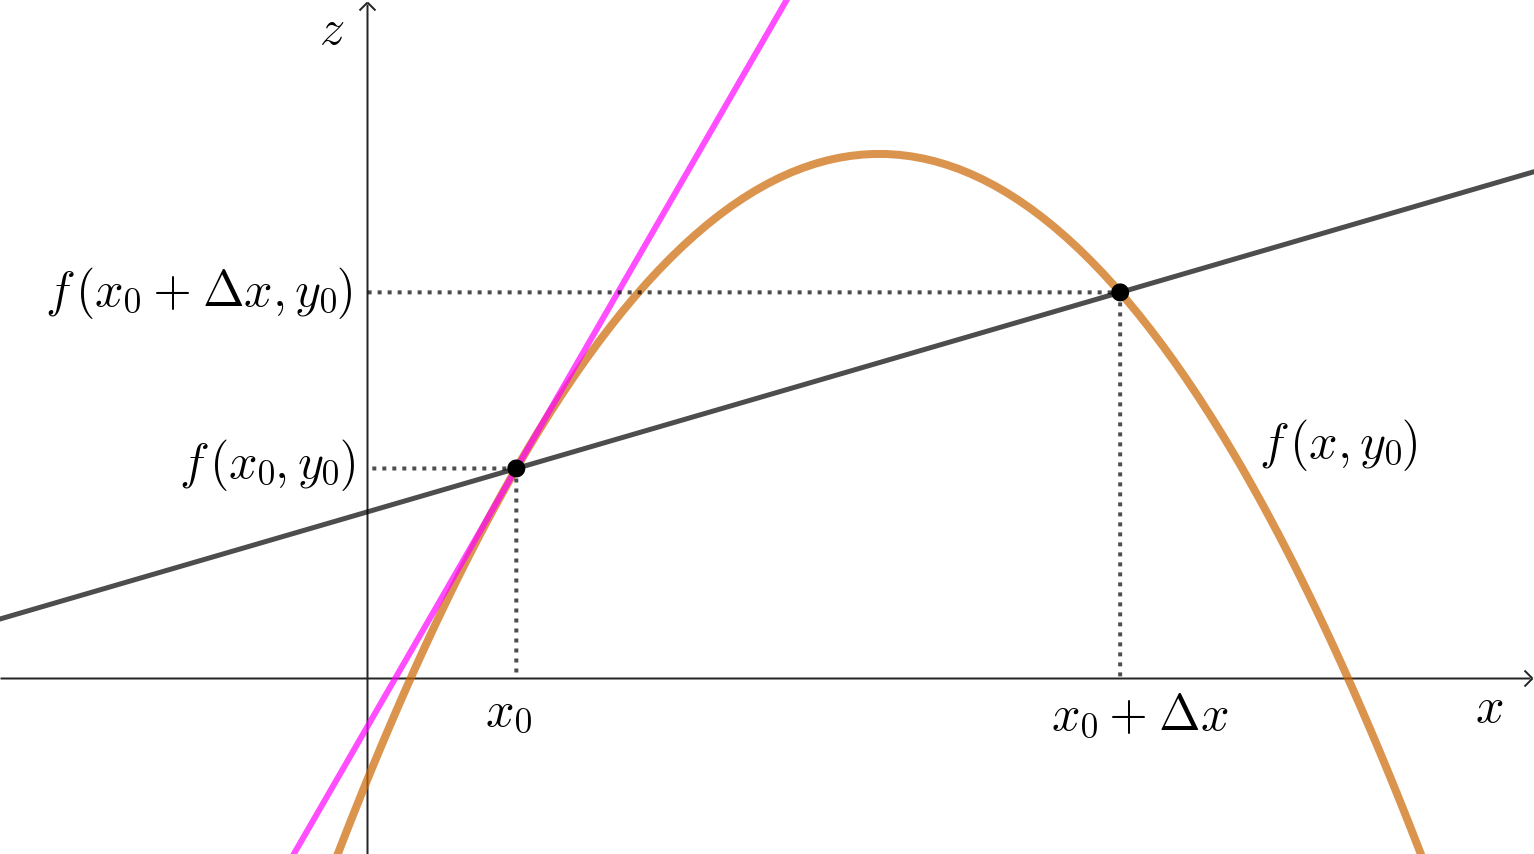 z
f(x₀ + Δx, y₀)
f(x₀, y₀)
f(x, y₀)
x₀
x₀ + Δx
x